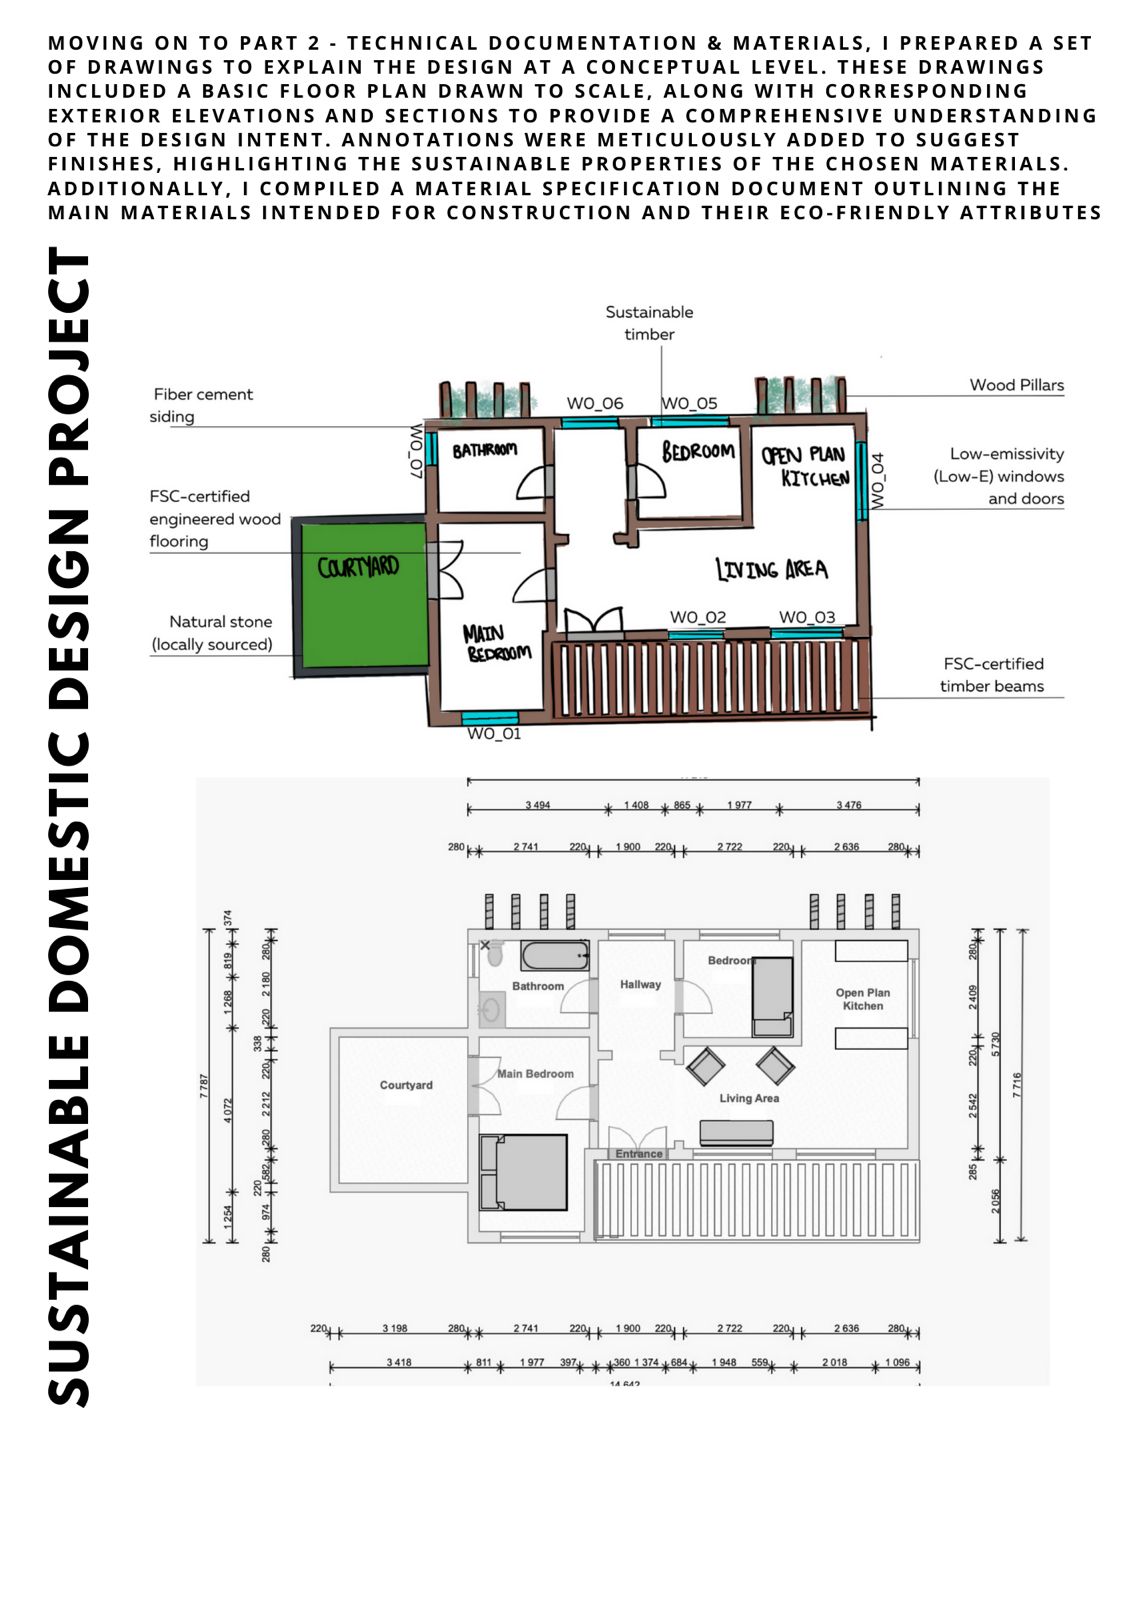 MOVING ON TO PART 2 - TECHNICAL DOCUMENTATION & MATERIALS, I PREPARED A SET
OF DRAWINGS TO EXPLAIN THE DESIGN AT A CONCEPTUAL LEVEL. THESE DRAWINGS
INCLUDED A BASIC FLOOR PLAN DRAWN TO SCALE, ALONG WITH CORRESPONDING
EXTERIOR ELEVATIONS AND SECTIONS TO PROVIDE A COMPREHENSIVE UNDERSTANDING
OF THE DESIGN INTENT. ANNOTATIONS WERE METICULOUSLY ADDED TO SUGGEST
FINISHES, HIGHLIGHTING THE SUSTAINABLE PROPERTIES OF THE CHOSEN MATERIALS.
ADDITIONALLY, I COMPILED A MATERIAL SPECIFICATION DOCUMENT OUTLINING THE
MAIN MATERIALS INTENDED FOR CONSTRUCTION AND THEIR ECO-FRIENDLY ATTRIBUTES
SUSTAINABLE DOMESTIC DESIGN PROJECT
Sustainable
timber
Fiber cement
siding
FSC-certified
engineered wood
flooring
Natural stone
(locally sourced)
Wood Pillars
Low-emissivity
(Low-E) windows
and doors
FSC-certified
timber beams
WO_06
WO_05
WO_07
WO_04
BATHROOM
BEDROOM
OPEN PLAN
KITCHEN
COURTYARD
LIVING AREA
MAIN
BEDROOM
WO_02
WO_03
WO_01
3 494 1 408 865 1 977 3 476
280 2 741 220 1 900 220 2 722 220 2 636 280
374
819
1 268
4 072
1 254
7 787
280
2 180
220
338
220
2 212
280
582
220
974
280
Bathroom
Hallway
Bedroom
Open Plan
Kitchen
Courtyard
Main Bedroom
Living Area
Entrance
280
2 409
220
2 542
285
5 730
2 056
7 716
220 3 198 280 2 741 220 1 900 220 2 722 220 2 636 280
3 418 811 1 977 397 360 1 374 684 1 948 559 2 018 1 096
14 642